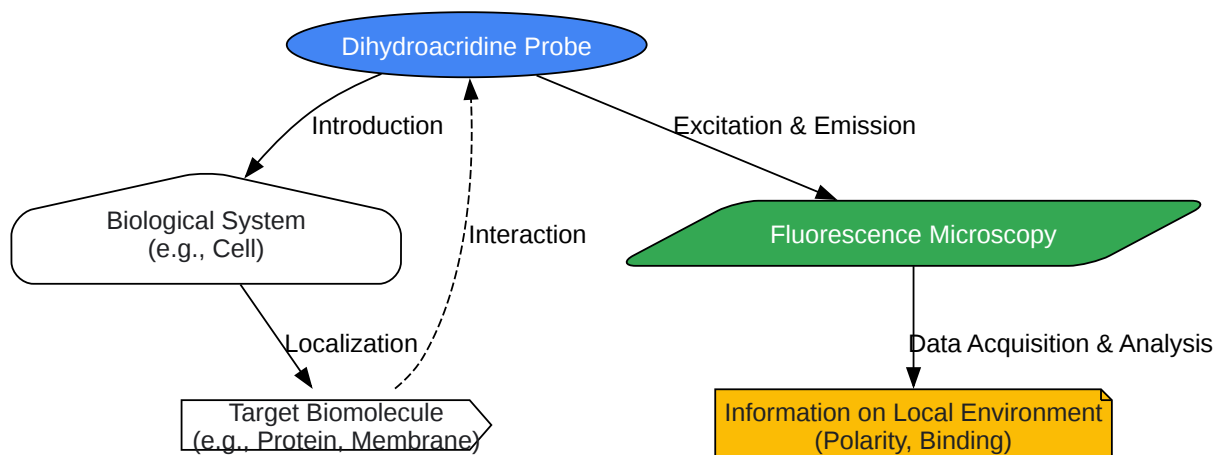 Dihydroacridine Probe
Introduction
Excitation & Emission
Biological System
(e.g., Cell)
Interaction
Fluorescence Microscopy
Localization
Data Acquisition & Analysis
Target Biomolecule
(e.g., Protein, Membrane)
Information on Local Environment
(Polarity, Binding)